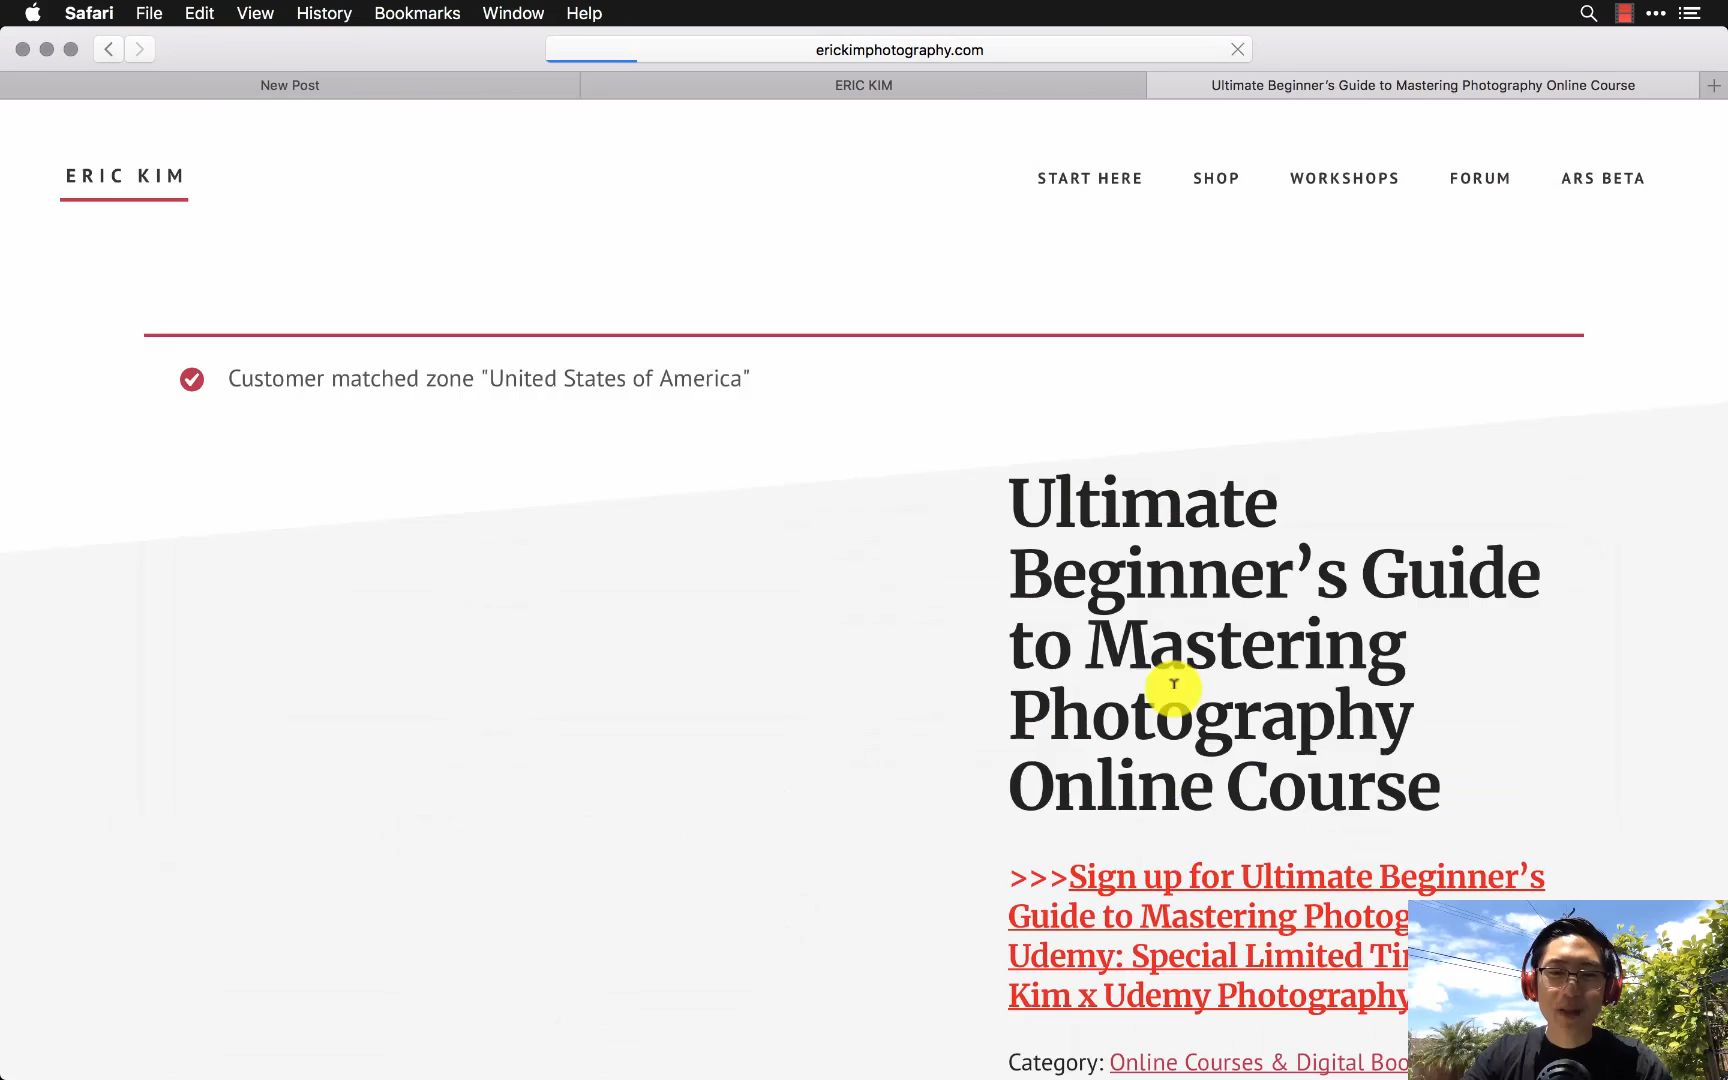 Safari File Edit View History Bookmarks Window Help
erickimphotography.com
New Post
ERIC KIM
Ultimate Beginner’s Guide to Mastering Photography Online Course
ERIC KIM
START HERE SHOP WORKSHOPS FORUM ARS BETA
Customer matched zone "United States of America"
Ultimate
Beginner’s Guide
to Mastering
Photography
Online Course
>>>Sign up for Ultimate Beginner’s
Guide to Mastering Photog
Udemy: Special Limited Ti
Kim x Udemy Photography
Category: Online Courses & Digital Boo